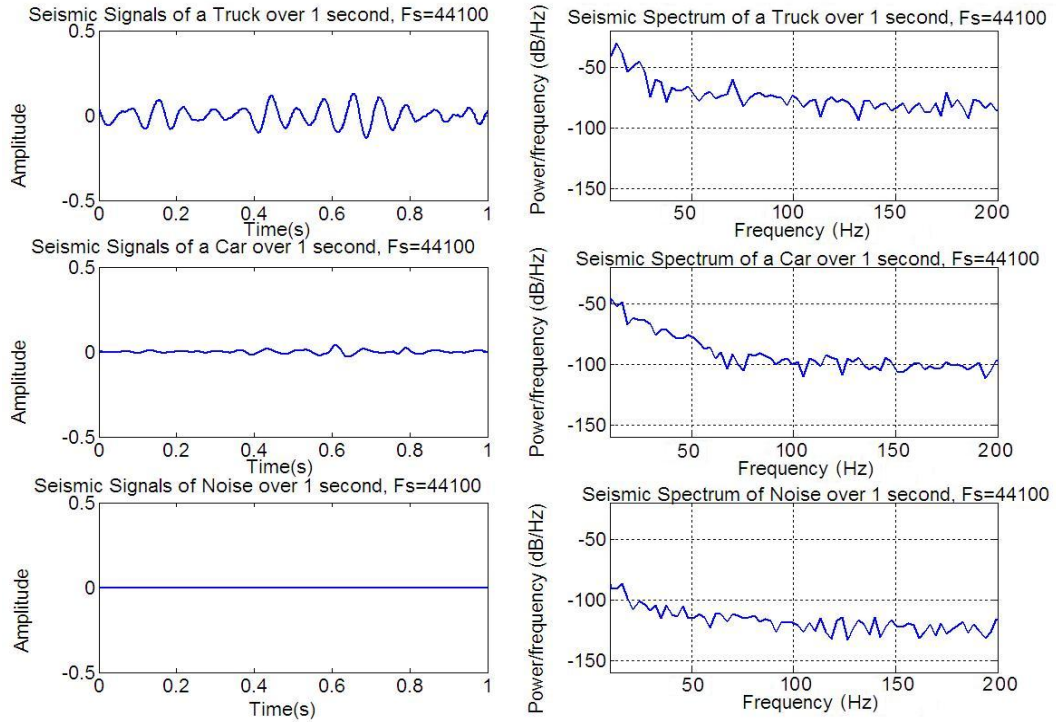 Seismic Signals of a Truck over 1 second, Fs=44100
0.5
0
-0.5
Amplitude
0 0.2 0.4 0.6 0.8 1
Time(s)
Seismic Spectrum of a Truck over 1 second, Fs=44100
-50
-100
-150
Power/frequency (dB/Hz)
50 100 150 200
Frequency (Hz)
Seismic Signals of a Car over 1 second, Fs=44100
0.5
0
-0.5
Amplitude
0 0.2 0.4 0.6 0.8 1
Time(s)
Seismic Spectrum of a Car over 1 second, Fs=44100
-50
-100
-150
Power/frequency (dB/Hz)
50 100 150 200
Frequency (Hz)
Seismic Signals of Noise over 1 second, Fs=44100
0.5
0
-0.5
Amplitude
0 0.2 0.4 0.6 0.8 1
Time(s)
Seismic Spectrum of Noise over 1 second, Fs=44100
-50
-100
-150
Power/frequency (dB/Hz)
50 100 150 200
Frequency (Hz)